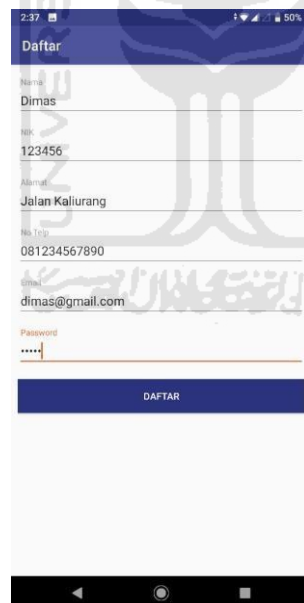 2:37 50%
Daftar
Nama
Dimas
NIK
123456
Alamat
Jalan Kaliurang
No Telp
081234567890
Email
dimas@gmail.com
Password
•••••
DAFTAR